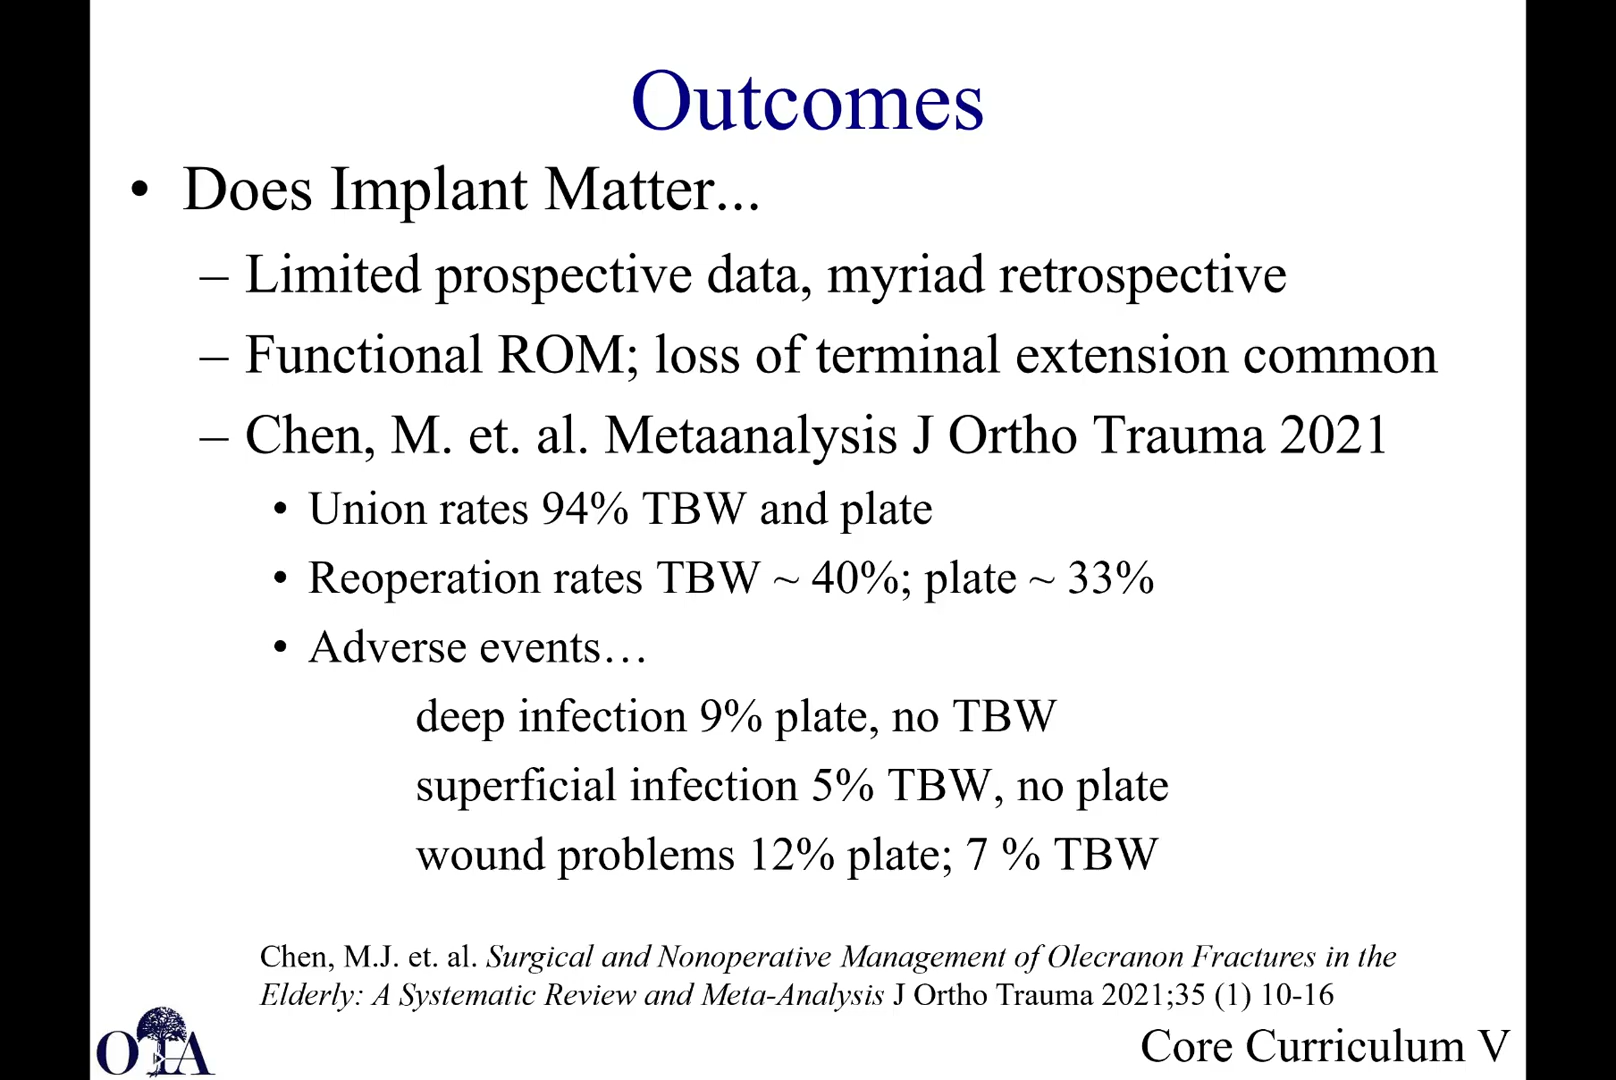 Outcomes
• Does Implant Matter...
– Limited prospective data, myriad retrospective
– Functional ROM; loss of terminal extension common
– Chen, M. et. al. Metaanalysis J Ortho Trauma 2021
• Union rates 94% TBW and plate
• Reoperation rates TBW ~ 40%; plate ~ 33%
• Adverse events…
deep infection 9% plate, no TBW
superficial infection 5% TBW, no plate
wound problems 12% plate; 7 % TBW
Chen, M.J. et. al. Surgical and Nonoperative Management of Olecranon Fractures in the
Elderly: A Systematic Review and Meta-Analysis J Ortho Trauma 2021;35 (1) 10-16
OTA
Core Curriculum V